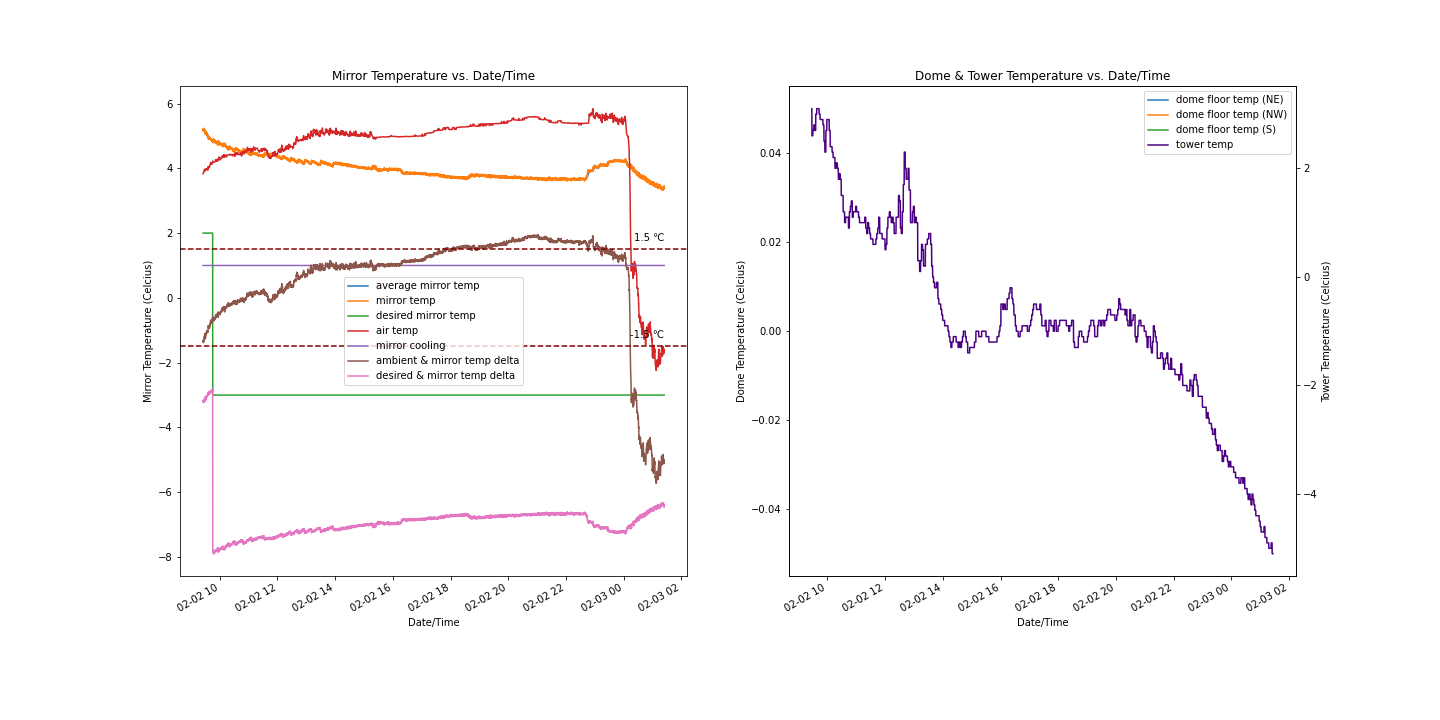 Mirror Temperature vs. Date/Time
Mirror Temperature (Celcius)
6
4
2
0
−2
−4
−6
−8
1.5 °C
-1.5 °C
average mirror temp
mirror temp
desired mirror temp
air temp
mirror cooling
ambient & mirror temp delta
desired & mirror temp delta
02-02 10
02-02 12
02-02 14
02-02 16
02-02 18
02-02 20
02-02 22
02-03 00
02-03 02
Date/Time
Dome & Tower Temperature vs. Date/Time
Dome Temperature (Celcius)
0.04
0.02
0.00
−0.02
−0.04
dome floor temp (NE)
dome floor temp (NW)
dome floor temp (S)
tower temp
2
0
−2
−4
Tower Temperature (Celcius)
02-02 10
02-02 12
02-02 14
02-02 16
02-02 18
02-02 20
02-02 22
02-03 00
02-03 02
Date/Time